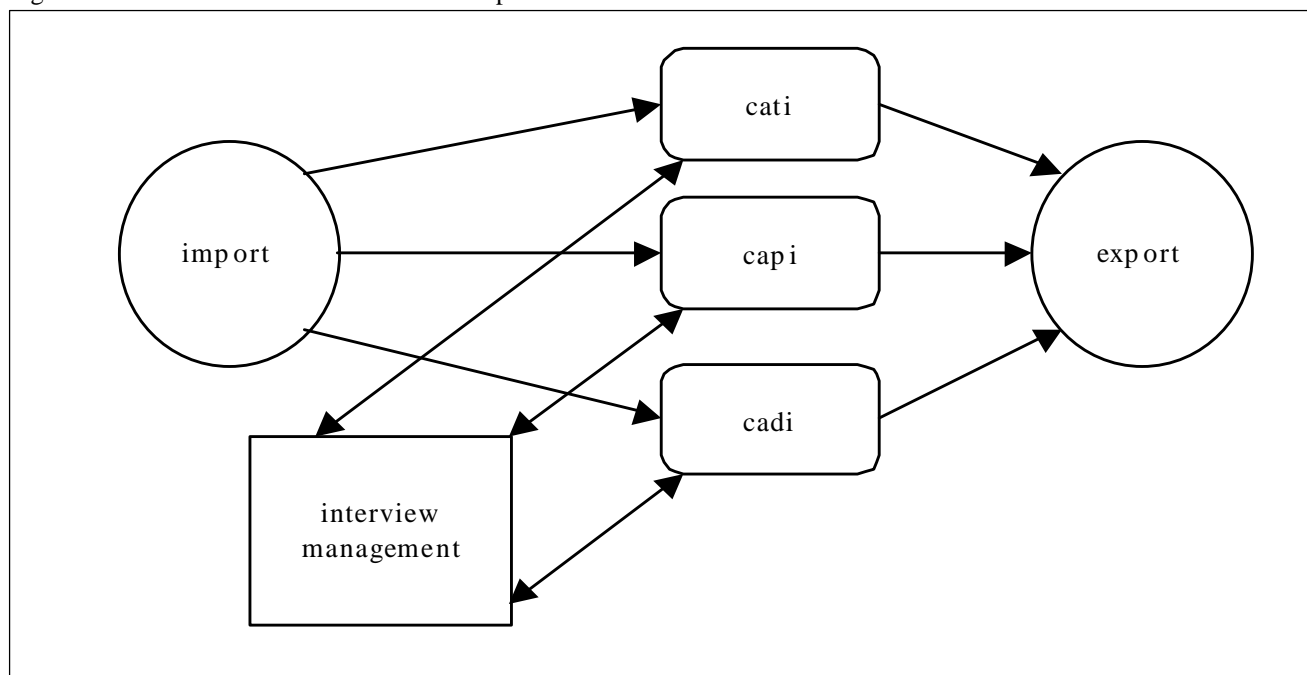 cati
import
capi
export
cadi
interview
management